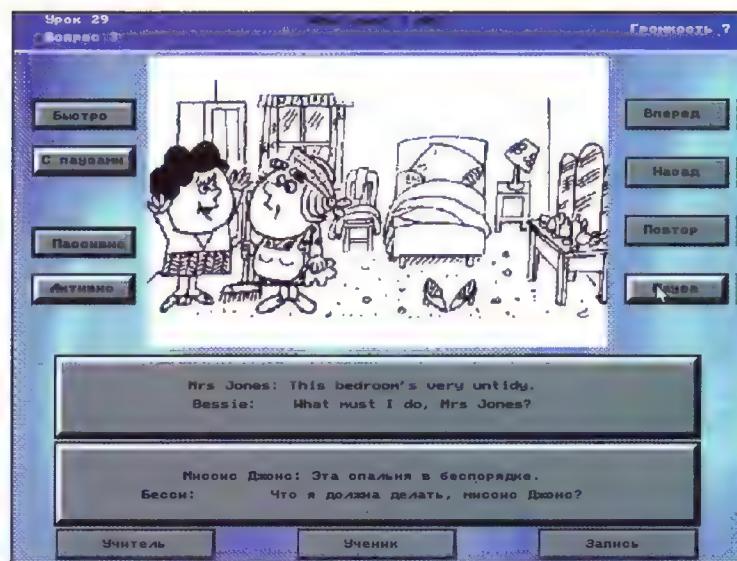 Урок 29
Вопрос 3
Громкость 7
Быстро
С паузами
Пассивно
Активно
Вперед
Назад
Повтор
Пауза
Mrs Jones: This bedroom's very untidy.
Bessie: What must I do, Mrs Jones?
Миссис Джонс: Эта спальня в беспорядке.
Бесси: Что я должна делать, миссис Джонс?
Учитель
Ученик
Запись